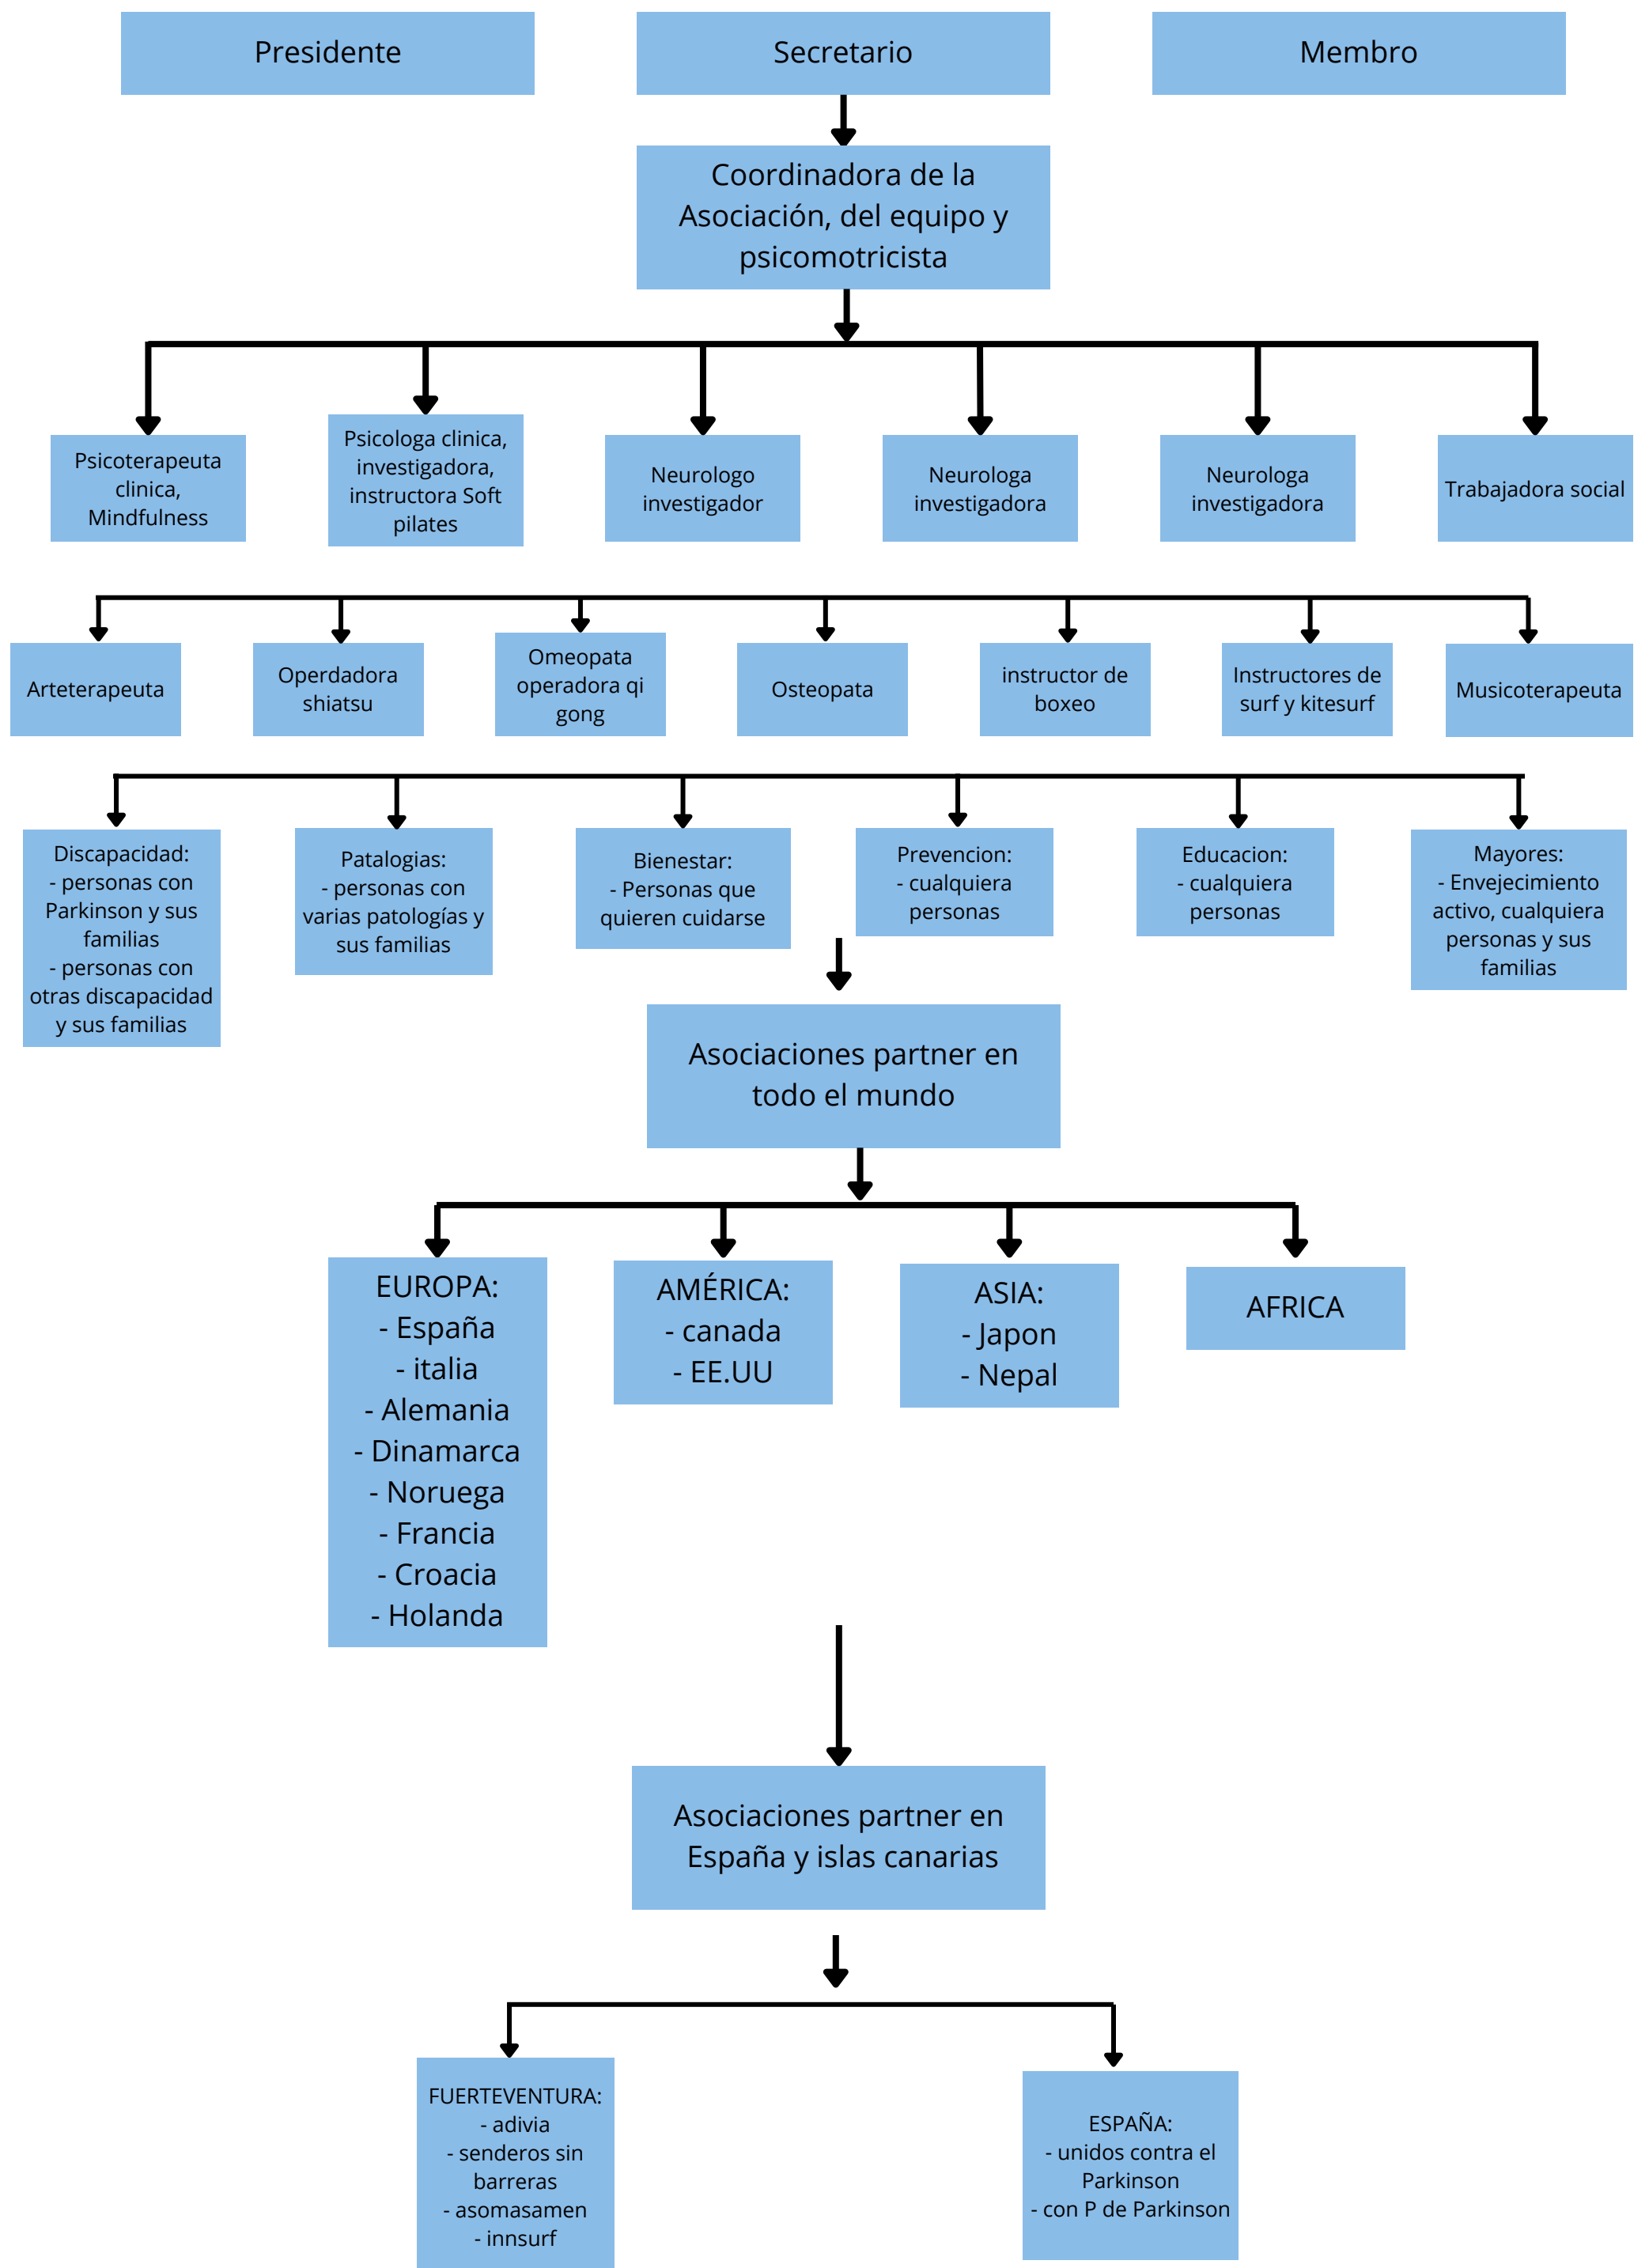 Presidente
Secretario
Membro
Coordinadora de la
Asociación, del equipo y
psicomotricista
Psicoterapeuta
clinica,
Mindfulness
Psicologa clinica,
investigadora,
instructora Soft
pilates
Neurologo
investigador
Neurologa
investigadora
Neurologa
investigadora
Trabajadora social
Arteterapeuta
Operdadora
shiatsu
Omeopata
operadora qi
gong
Osteopata
instructor de
boxeo
Instructores de
surf y kitesurf
Musicoterapeuta
Discapacidad:
- personas con
Parkinson y sus
familias
- personas con
otras discapacidad
y sus familias
Patalogias:
- personas con
varias patologías y
sus familias
Bienestar:
- Personas que
quieren cuidarse
Prevencion:
- cualquiera
personas
Educacion:
- cualquiera
personas
Mayores:
- Envejecimiento
activo, cualquiera
personas y sus
familias
Asociaciones partner en
todo el mundo
EUROPA:
- España
- italia
- Alemania
- Dinamarca
- Noruega
- Francia
- Croacia
- Holanda
AMÉRICA:
- canada
- EE.UU
ASIA:
- Japon
- Nepal
AFRICA
Asociaciones partner en
España y islas canarias
FUERTEVENTURA:
- adivia
- senderos sin
barreras
- asomasamen
- innsurf
ESPAÑA:
- unidos contra el
Parkinson
- con P de Parkinson